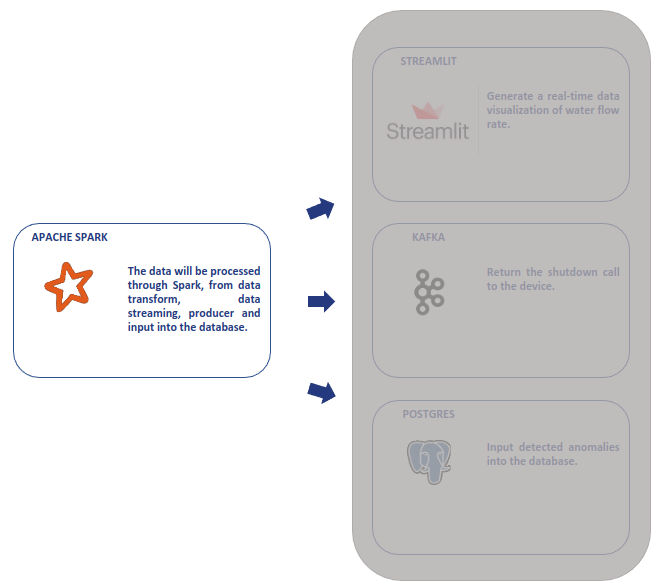 APACHE SPARK
The data will be processed
through Spark, from data
transform, data
streaming, producer and
input into the database.
STREAMLIT
Streamlit
Generate a real-time data
visualization of water flow
rate.
KAFKA
Return the shutdown call
to the device.
POSTGRES
Input detected anomalies
into the database.